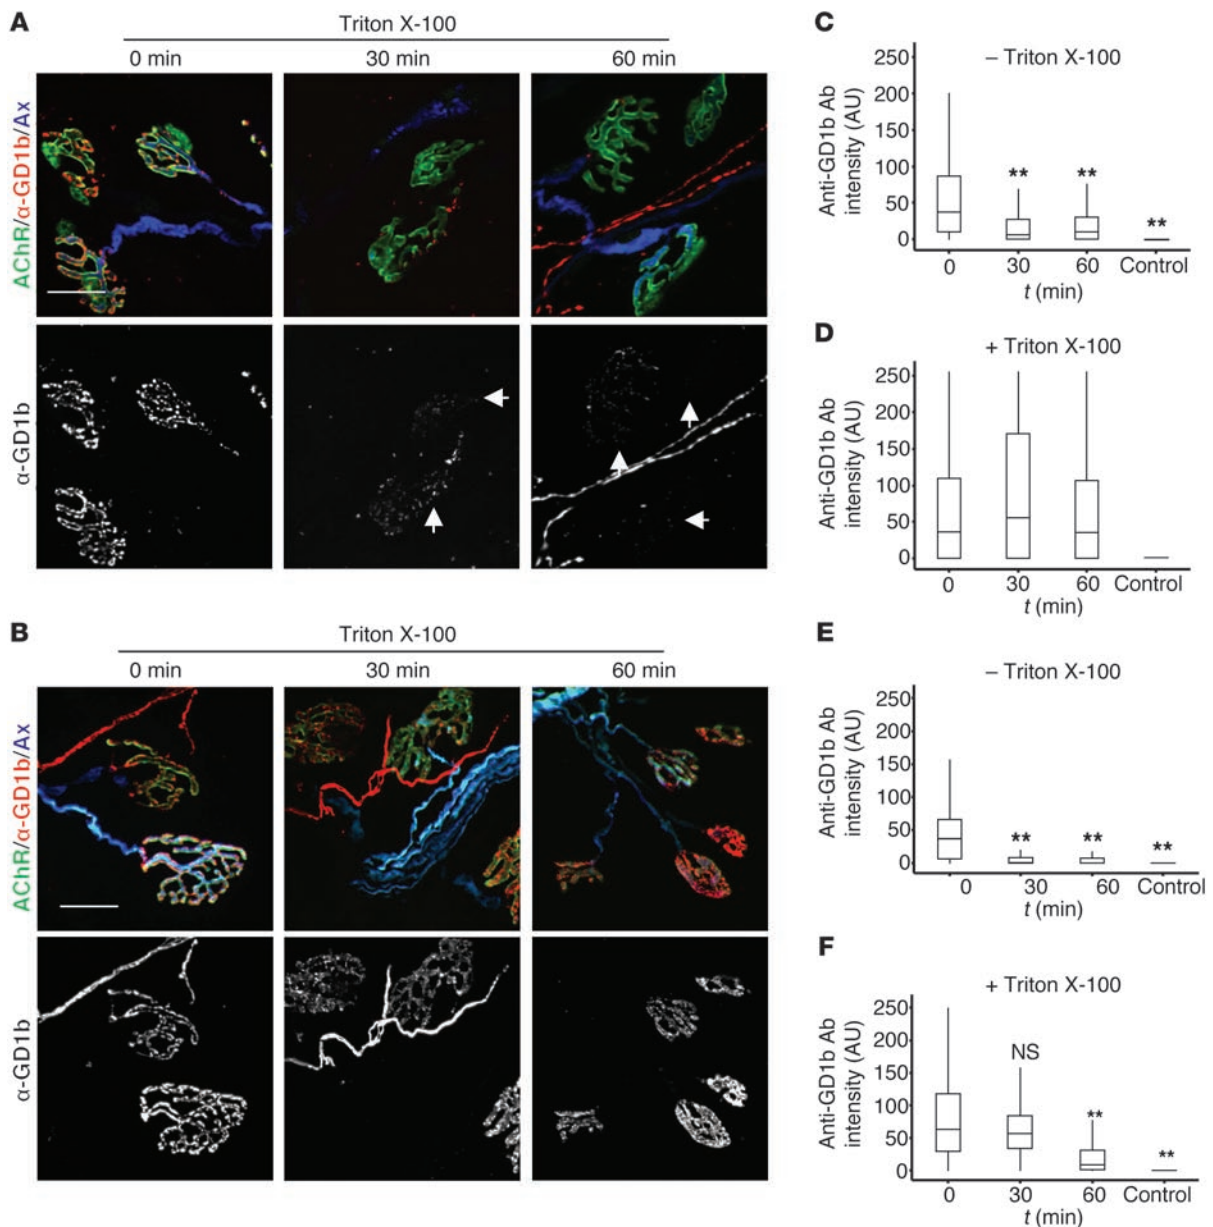 A
Triton X-100
0 min 30 min 60 min
AChR/α-GD1b/Ax
α-GD1b
B
Triton X-100
0 min 30 min 60 min
AChR/α-GD1b/Ax
α-GD1b
C
– Triton X-100
Anti-GD1b Ab
intensity (AU)
250
200
150
100
50
0
** ** **
0 30 60 Control
t (min)
D
+ Triton X-100
Anti-GD1b Ab
intensity (AU)
250
200
150
100
50
0
0 30 60 Control
t (min)
E
– Triton X-100
Anti-GD1b Ab
intensity (AU)
250
200
150
100
50
0
** ** **
0 30 60 Control
t (min)
F
+ Triton X-100
Anti-GD1b Ab
intensity (AU)
250
200
150
100
50
0
NS ** **
0 30 60 Control
t (min)